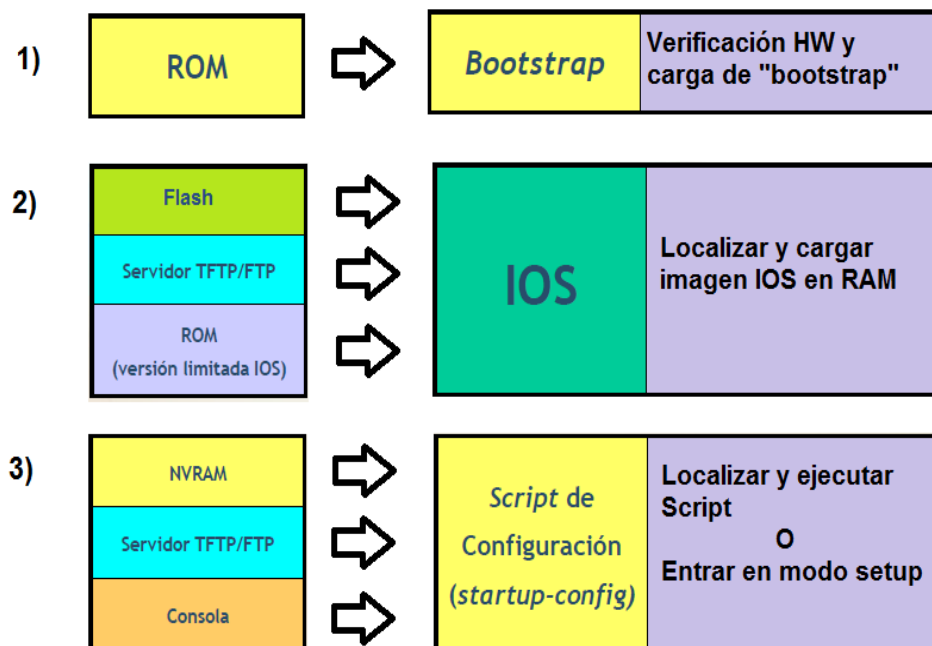 1)
ROM
Bootstrap
Verificación HW y
carga de "bootstrap"
2)
Flash
Servidor TFTP/FTP
ROM
(versión limitada IOS)
IOS
Localizar y cargar
imagen IOS en RAM
3)
NVRAM
Servidor TFTP/FTP
Consola
Script de
Configuración
(startup-config)
Localizar y ejecutar
Script
O
Entrar en modo setup